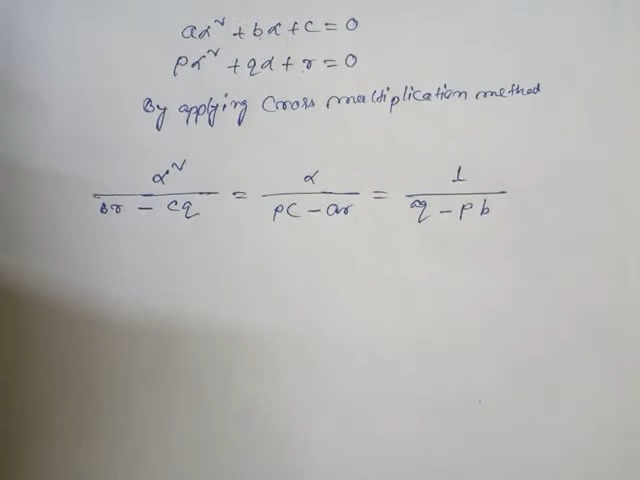 aα² + bα + c = 0
pα² + qα + r = 0
By applying Cross multiplication method
α² / (br - cq) = α / (pc - ar) = 1 / (aq - pb)